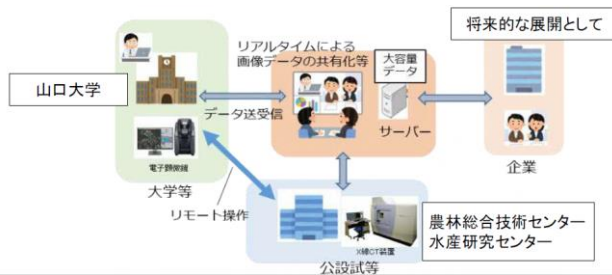 将来的な展開として
リアルタイムによる
画像データの共有化等
大容量
データ
山口大学
データ送受信
サーバー
電子顕微鏡
大学等
企業
リモート操作
農林総合技術センター
水産研究センター
X線CT装置
公設試等